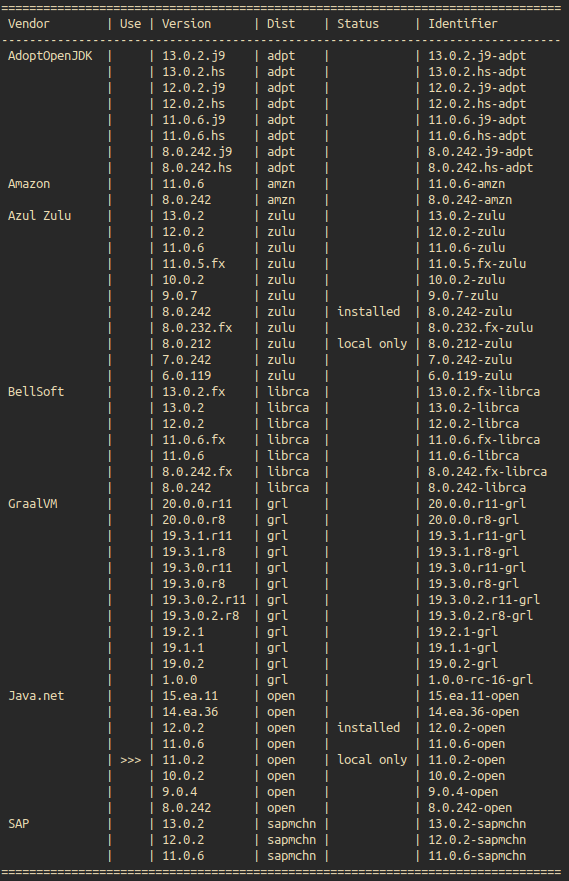 ================================================================================
Vendor | Use | Version | Dist | Status | Identifier
--------------------------------------------------------------------------------
AdoptOpenJDK | | 13.0.2.j9 | adpt | | 13.0.2.j9-adpt
| | 13.0.2.hs | adpt | | 13.0.2.hs-adpt
| | 12.0.2.j9 | adpt | | 12.0.2.j9-adpt
| | 12.0.2.hs | adpt | | 12.0.2.hs-adpt
| | 11.0.6.j9 | adpt | | 11.0.6.j9-adpt
| | 11.0.6.hs | adpt | | 11.0.6.hs-adpt
| | 8.0.242.j9 | adpt | | 8.0.242.j9-adpt
| | 8.0.242.hs | adpt | | 8.0.242.hs-adpt
Amazon | | 11.0.6 | amzn | | 11.0.6-amzn
| | 8.0.242 | amzn | | 8.0.242-amzn
Azul Zulu | | 13.0.2 | zulu | | 13.0.2-zulu
| | 12.0.2 | zulu | | 12.0.2-zulu
| | 11.0.6 | zulu | | 11.0.6-zulu
| | 11.0.5.fx | zulu | | 11.0.5.fx-zulu
| | 10.0.2 | zulu | | 10.0.2-zulu
| | 9.0.7 | zulu | | 9.0.7-zulu
| | 8.0.242 | zulu | installed | 8.0.242-zulu
| | 8.0.232.fx | zulu | | 8.0.232.fx-zulu
| | 8.0.212 | zulu | local only | 8.0.212-zulu
| | 7.0.242 | zulu | | 7.0.242-zulu
| | 6.0.119 | zulu | | 6.0.119-zulu
BellSoft | | 13.0.2.fx | librca | | 13.0.2.fx-librca
| | 13.0.2 | librca | | 13.0.2-librca
| | 12.0.2 | librca | | 12.0.2-librca
| | 11.0.6.fx | librca | | 11.0.6.fx-librca
| | 11.0.6 | librca | | 11.0.6-librca
| | 8.0.242.fx | librca | | 8.0.242.fx-librca
| | 8.0.242 | librca | | 8.0.242-librca
GraalVM | | 20.0.0.r11 | grl | | 20.0.0.r11-grl
| | 20.0.0.r8 | grl | | 20.0.0.r8-grl
| | 19.3.1.r11 | grl | | 19.3.1.r11-grl
| | 19.3.1.r8 | grl | | 19.3.1.r8-grl
| | 19.3.0.r11 | grl | | 19.3.0.r11-grl
| | 19.3.0.r8 | grl | | 19.3.0.r8-grl
| | 19.3.0.2.r11 | grl | | 19.3.0.2.r11-grl
| | 19.3.0.2.r8 | grl | | 19.3.0.2.r8-grl
| | 19.2.1 | grl | | 19.2.1-grl
| | 19.1.1 | grl | | 19.1.1-grl
| | 19.0.2 | grl | | 19.0.2-grl
| | 1.0.0 | grl | | 1.0.0-rc-16-grl
Java.net | | 15.ea.11 | open | | 15.ea.11-open
| | 14.ea.36 | open | | 14.ea.36-open
| | 12.0.2 | open | installed | 12.0.2-open
| | 11.0.6 | open | | 11.0.6-open
| >>> | 11.0.2 | open | local only | 11.0.2-open
| | 10.0.2 | open | | 10.0.2-open
| | 9.0.4 | open | | 9.0.4-open
| | 8.0.242 | open | | 8.0.242-open
SAP | | 13.0.2 | sapmchn | | 13.0.2-sapmchn
| | 12.0.2 | sapmchn | | 12.0.2-sapmchn
| | 11.0.6 | sapmchn | | 11.0.6-sapmchn
================================================================================